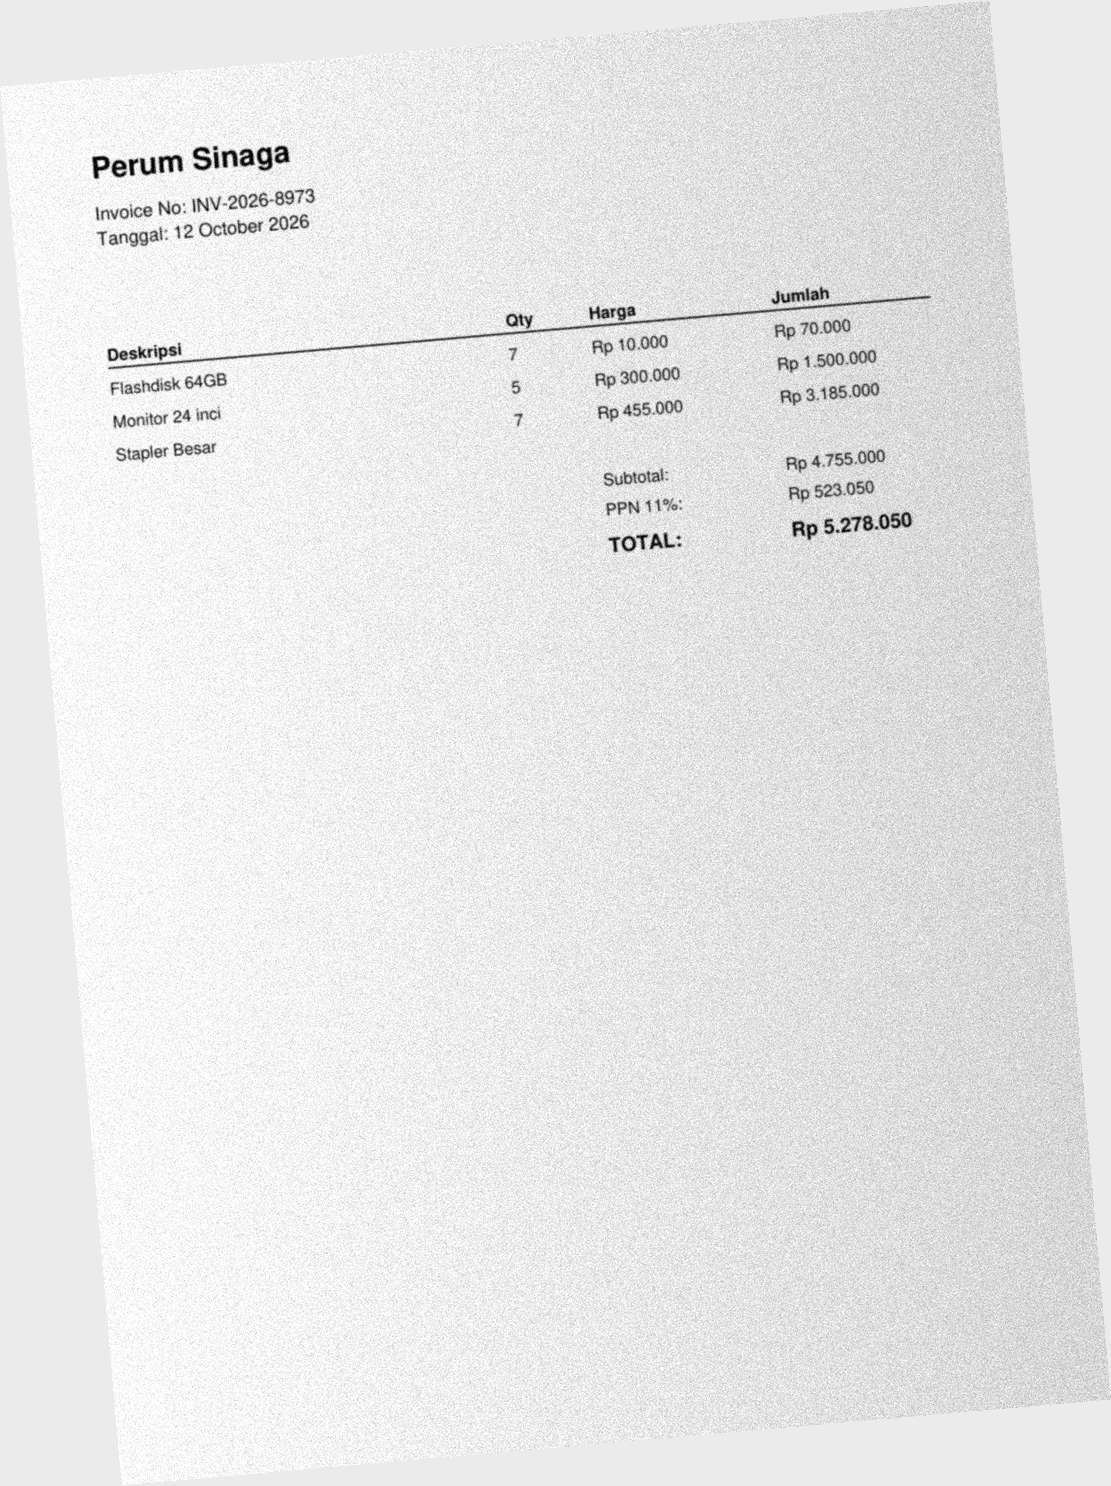 Perum Sinaga
Invoice No: INV-2026-8973
Tanggal: 12 October 2026
Deskripsi Qty Harga Jumlah
Flashdisk 64GB 7 Rp 10.000 Rp 70.000
Monitor 24 inci 5 Rp 300.000 Rp 1.500.000
Stapler Besar 7 Rp 455.000 Rp 3.185.000
Subtotal: Rp 4.755.000
PPN 11%: Rp 523.050
TOTAL: Rp 5.278.050